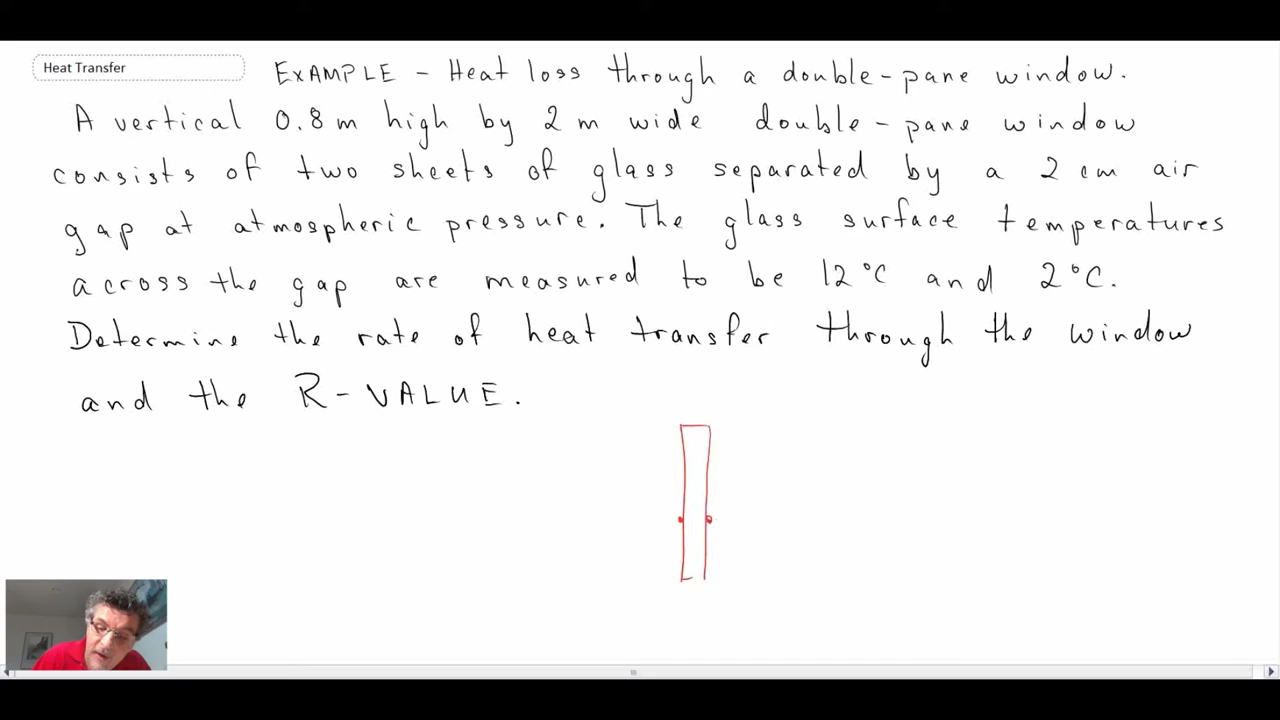 Heat Transfer
EXAMPLE - Heat loss through a double-pane window.
A vertical 0.8 m high by 2 m wide double-pane window
consists of two sheets of glass separated by a 2 cm air
gap at atmospheric pressure. The glass surface temperatures
across the gap are measured to be 12°C and 2°C.
Determine the rate of heat transfer through the window
and the R-VALUE.